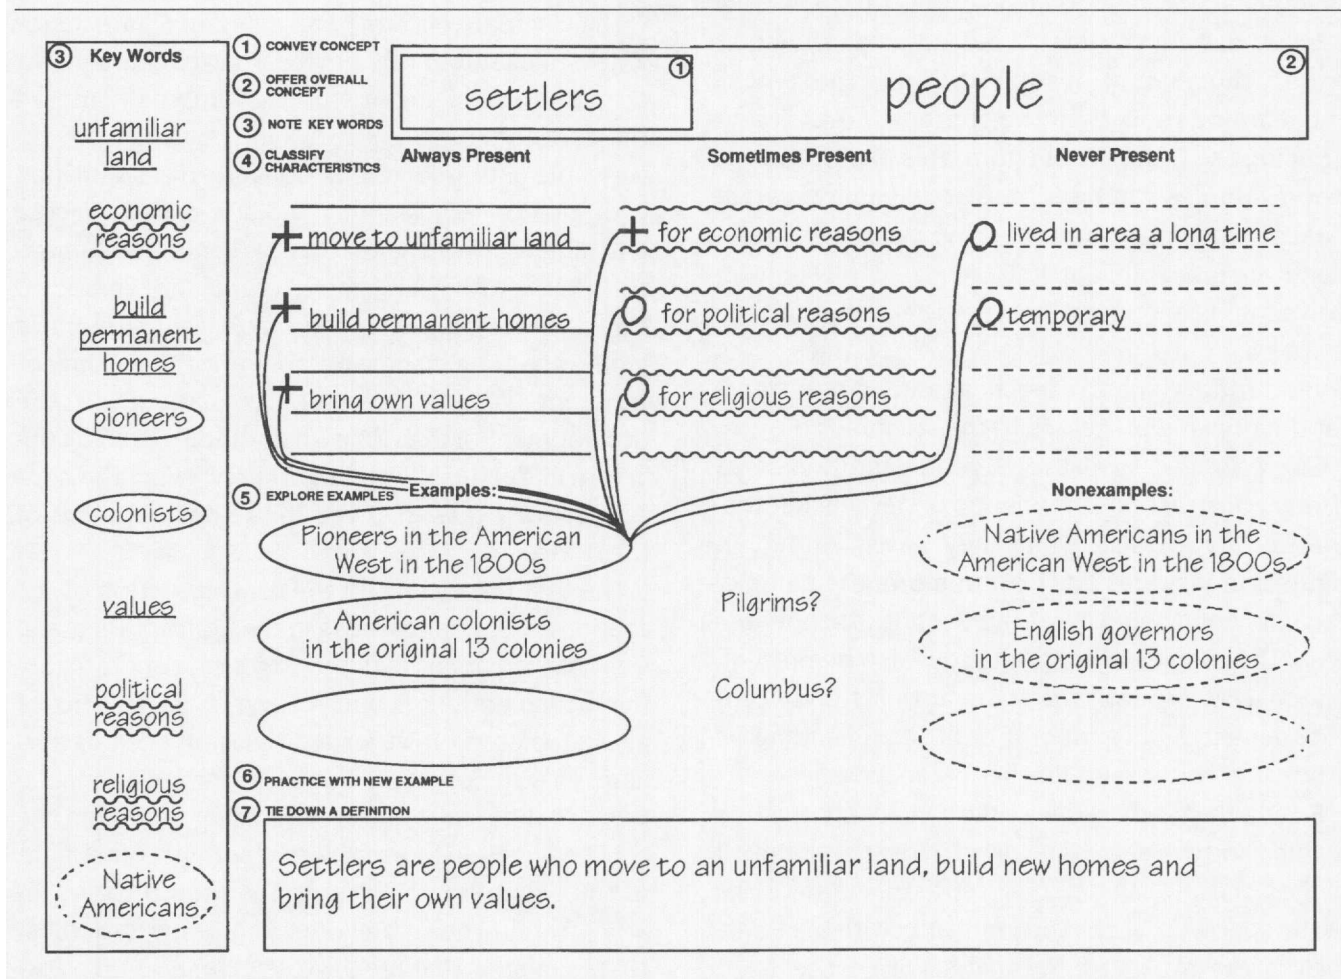 3 Key Words
unfamiliar
land
economic
reasons
build
permanent
homes
pioneers
colonists
values
political
reasons
religious
reasons
Native
Americans
1 CONVEY CONCEPT
2 OFFER OVERALL
CONCEPT
3 NOTE KEY WORDS
4 CLASSIFY
CHARACTERISTICS
settlers 1
people 2
Always Present
+ move to unfamiliar land
+ build permanent homes
+ bring own values
Sometimes Present
+ for economic reasons
O for political reasons
O for religious reasons
Never Present
O lived in area a long time
O temporary
5 EXPLORE EXAMPLES
Examples:
Pioneers in the American
West in the 1800s
American colonists
in the original 13 colonies
Pilgrims?
Columbus?
Nonexamples:
Native Americans in the
American West in the 1800s
English governors
in the original 13 colonies
6 PRACTICE WITH NEW EXAMPLE
7 TIE DOWN A DEFINITION
Settlers are people who move to an unfamiliar land, build new homes and
bring their own values.